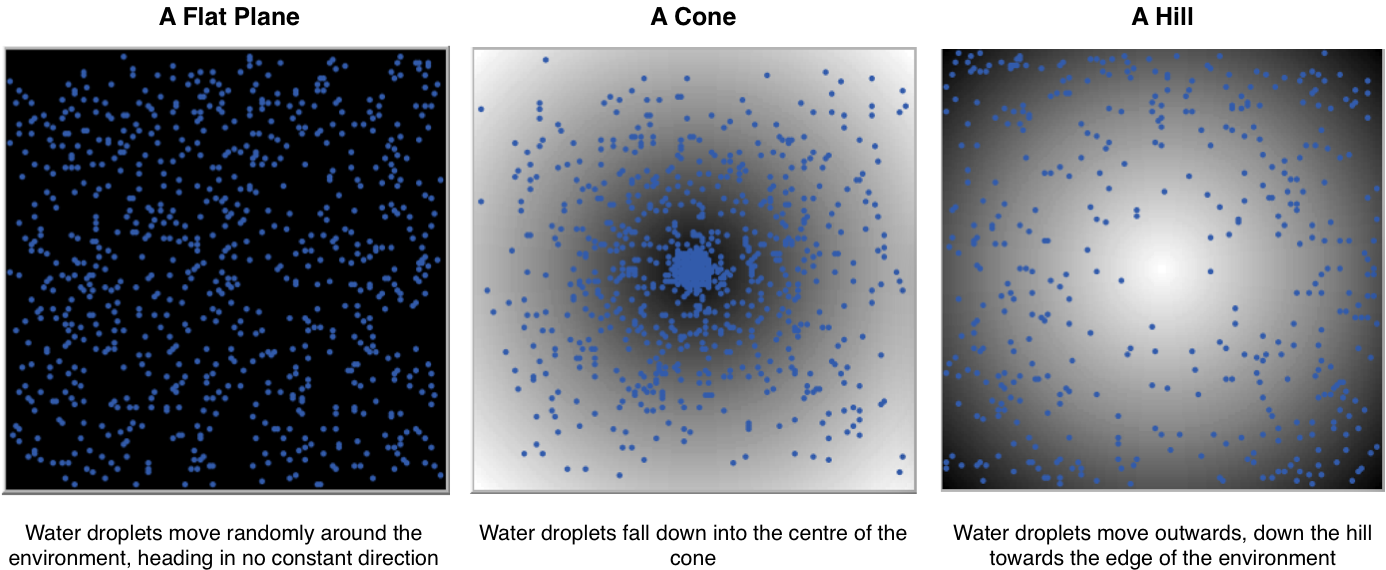 A Flat Plane
A Cone
A Hill
Water droplets move randomly around the
environment, heading in no constant direction
Water droplets fall down into the centre of the
cone
Water droplets move outwards, down the hill
towards the edge of the environment